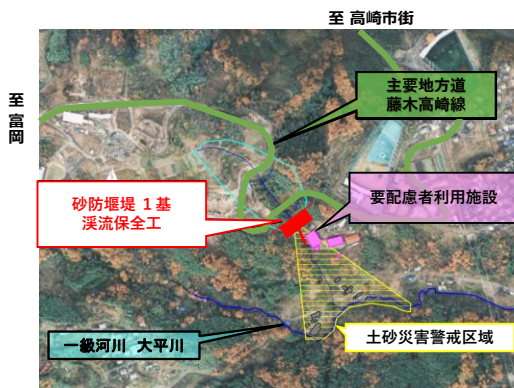 至 高崎市街
至 富岡
主要地方道
藤木高崎線
砂防堰堤 1基
渓流保全工
要配慮者利用施設
一級河川 大平川
土砂災害警戒区域